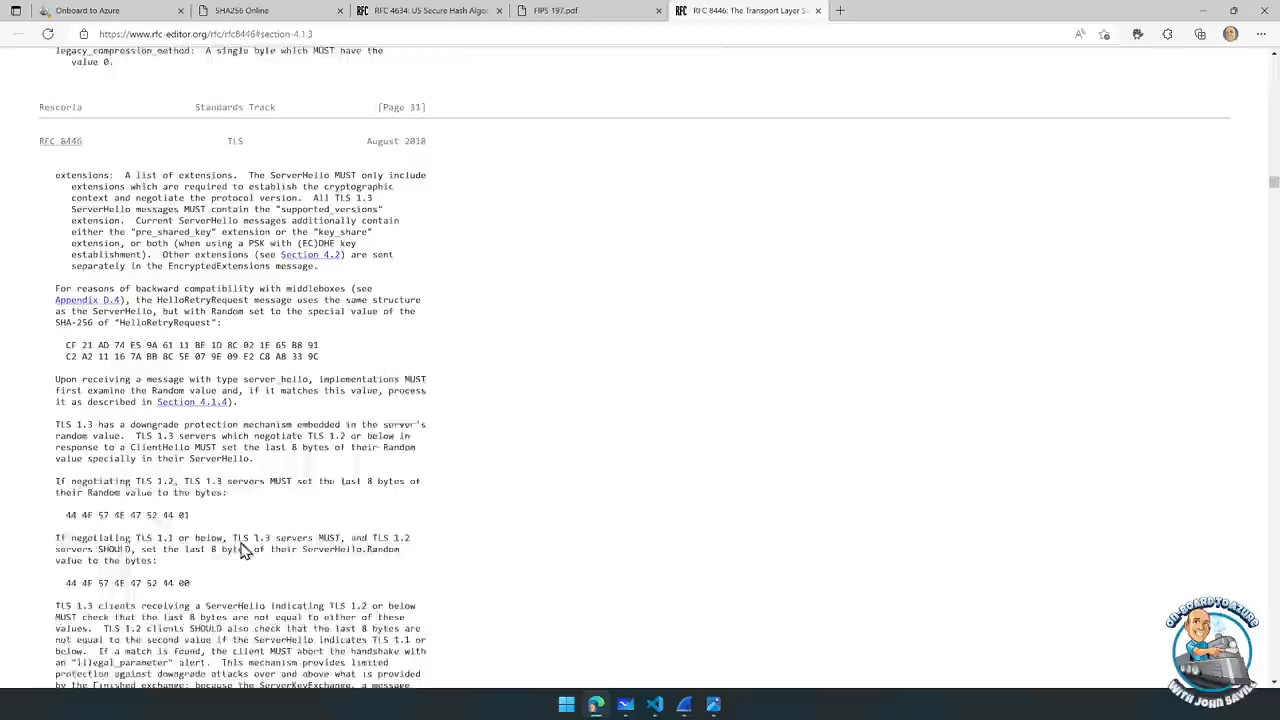 Onboard to Azure
SHA256 Online
RFC 4634: US Secure Hash Algor
FIPS 197.pdf
RFC 8446: The Transport Layer S
https://www.rfc-editor.org/rfc/rfc8446#section-4.1.3
legacy_compression_method: A single byte which MUST have the
value 0.
Rescorla Standards Track [Page 31]
RFC 8446 TLS August 2018
extensions: A list of extensions. The ServerHello MUST only include
extensions which are required to establish the cryptographic
context and negotiate the protocol version. All TLS 1.3
ServerHello messages MUST contain the "supported_versions"
extension. Current ServerHello messages additionally contain
either the "pre_shared_key" extension or the "key_share"
extension, or both (when using a PSK with (EC)DHE key
establishment). Other extensions (see Section 4.2) are sent
separately in the EncryptedExtensions message.
For reasons of backward compatibility with middleboxes (see
Appendix D.4), the HelloRetryRequest message uses the same structure
as the ServerHello, but with Random set to the special value of the
SHA-256 of "HelloRetryRequest":
CF 21 AD 74 E5 9A 61 11 BE 1D 8C 02 1E 65 B8 91
C2 A2 11 16 7A BB 8C 5E 07 9E 09 E2 C8 A8 33 9C
Upon receiving a message with type server_hello, implementations MUST
first examine the Random value and, if it matches this value, process
it as described in Section 4.1.4).
TLS 1.3 has a downgrade protection mechanism embedded in the server's
random value. TLS 1.3 servers which negotiate TLS 1.2 or below in
response to a ClientHello MUST set the last 8 bytes of their Random
value specially in their ServerHello.
If negotiating TLS 1.2, TLS 1.3 servers MUST set the last 8 bytes of
their Random value to the bytes:
44 4F 57 4E 47 52 44 01
If negotiating TLS 1.1 or below, TLS 1.3 servers MUST, and TLS 1.2
servers SHOULD, set the last 8 bytes of their ServerHello.Random
value to the bytes:
44 4F 57 4E 47 52 44 00
TLS 1.3 clients receiving a ServerHello indicating TLS 1.2 or below
MUST check that the last 8 bytes are not equal to either of these
values. TLS 1.2 clients SHOULD also check that the last 8 bytes are
not equal to the second value if the ServerHello indicates TLS 1.1 or
below. If a match is found, the client MUST abort the handshake with
an "illegal_parameter" alert. This mechanism provides limited
protection against downgrade attacks over and above what is provided
by the Finished exchange: because the ServerKeyExchange, a message
ON-BOARD TO AZURE
WITH JOHN SAVILL